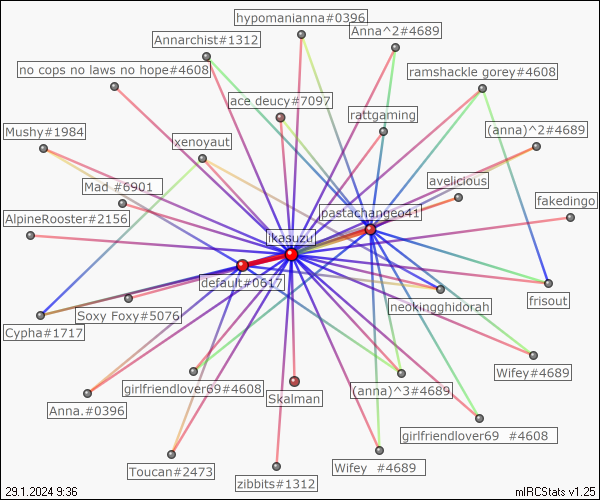 hypomanianna#0396
Anna^2#4689
Annarchist#1312
no cops no laws no hope#4608
ramshackle gorey#4608
ace deucy#7097
rattgaming
Mushy#1984
(anna)^2#4689
xenoyaut
avelicious
Mad #6901
fakedingo
pastachangeo41
AlpineRooster#2156
ikasuzu
default#0617
frisout
neokingghidorah
Soxy Foxy#5076
Cypha#1717
Wifey#4689
girlfriendlover69#4608
(anna)^3#4689
Skalman
Anna.#0396
girlfriendlover69 #4608
Toucan#2473
Wifey #4689
zibbits#1312
29.1.2024 9:36
mIRCStats v1.25